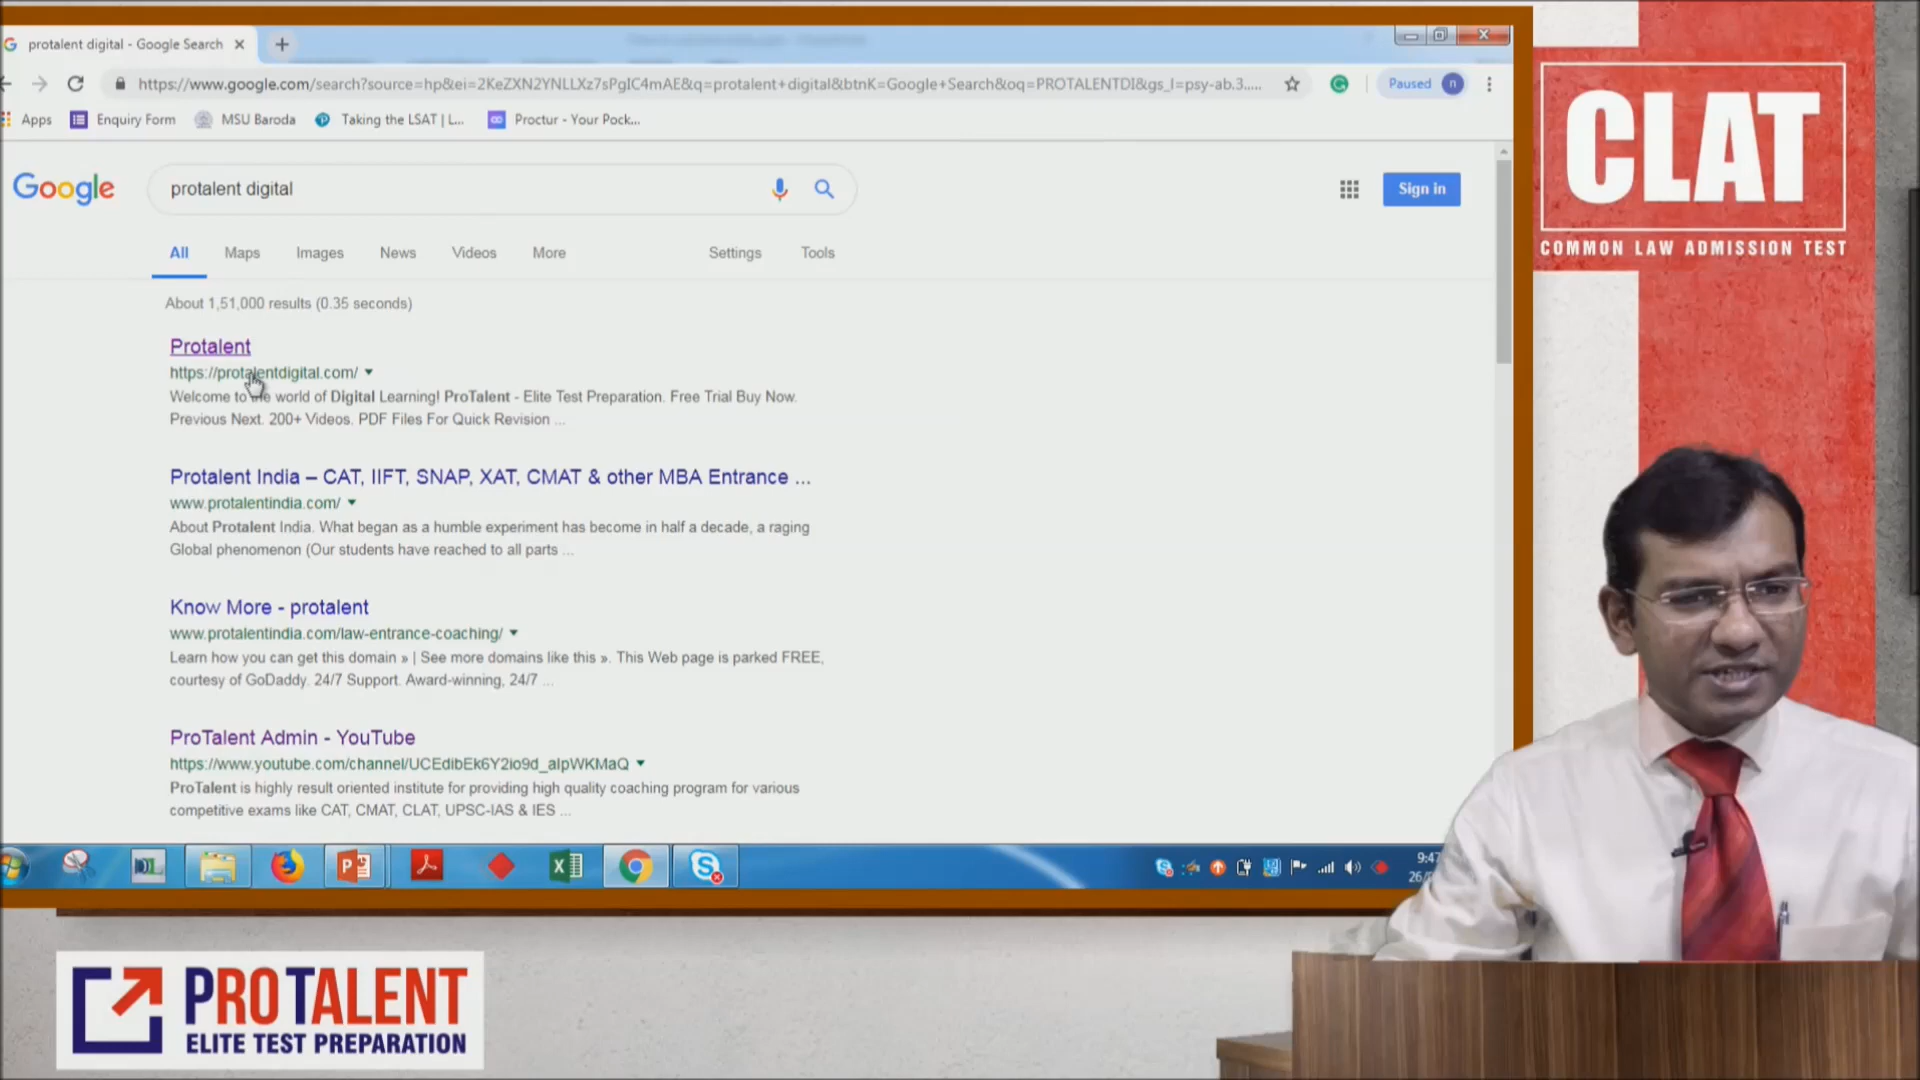 protalent digital - Google Search
https://www.google.com/search?source=hp&ei=2KeZXN2YNLLXz7sPgIC4mAE&q=protalent+digital&btnK=Google+Search&oq=PROTALENTDI&gs_l=psy-ab.3.....
Paused n
Apps Enquiry Form MSU Baroda Taking the LSAT | L... Proctur - Your Pock...
Google protalent digital Sign in
All Maps Images News Videos More Settings Tools
About 1,51,000 results (0.35 seconds)
Protalent
https://protalentdigital.com/
Welcome to the world of Digital Learning! ProTalent - Elite Test Preparation. Free Trial Buy Now.
Previous Next. 200+ Videos. PDF Files For Quick Revision ...
Protalent India – CAT, IIFT, SNAP, XAT, CMAT & other MBA Entrance ...
www.protalentindia.com/
About Protalent India. What began as a humble experiment has become in half a decade, a raging
Global phenomenon (Our students have reached to all parts ...
Know More - protalent
www.protalentindia.com/law-entrance-coaching/
Learn how you can get this domain » | See more domains like this ». This Web page is parked FREE,
courtesy of GoDaddy. 24/7 Support. Award-winning, 24/7 ...
ProTalent Admin - YouTube
https://www.youtube.com/channel/UCEdibEk6Y2io9d_alpWKMaQ
ProTalent is highly result oriented institute for providing high quality coaching program for various
competitive exams like CAT, CMAT, CLAT, UPSC-IAS & IES ...
9:47
CLAT
COMMON LAW ADMISSION TEST
PROTALENT
ELITE TEST PREPARATION